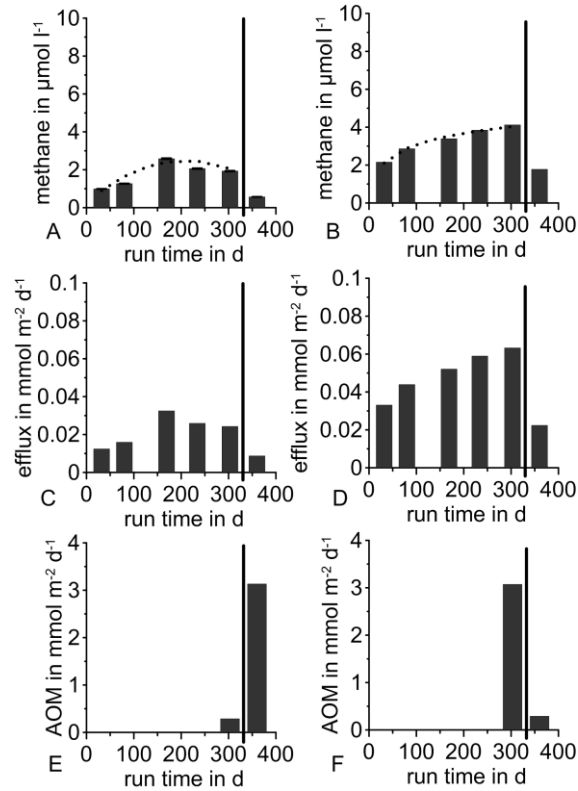 methane in µmol l⁻¹
10
8
6
4
2
0
0 100 200 300 400
A run time in d
methane in µmol l⁻¹
10
8
6
4
2
0
0 100 200 300 400
B run time in d
efflux in mmol m⁻² d⁻¹
0.1
0.08
0.06
0.04
0.02
0
0 100 200 300 400
C run time in d
efflux in mmol m⁻² d⁻¹
0.1
0.08
0.06
0.04
0.02
0
0 100 200 300 400
D run time in d
AOM in mmol m⁻² d⁻¹
4
3
2
1
0
0 100 200 300 400
E run time in d
AOM in mmol m⁻² d⁻¹
4
3
2
1
0
0 100 200 300 400
F run time in d